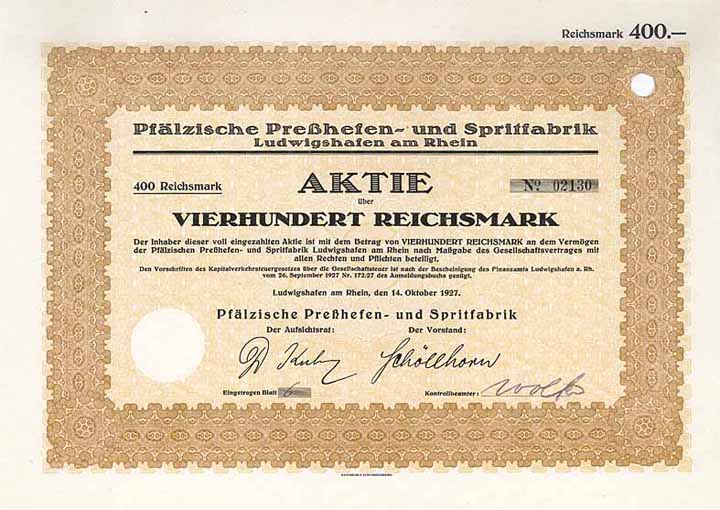 Reichsmark 400.—
Pfälzische Preßhefen- und Spritfabrik
Ludwigshafen am Rhein
400 Reichsmark AKTIE No. 02130
über
VIERHUNDERT REICHSMARK
Der Inhaber dieser voll eingezahlten Aktie ist mit dem Betrag von VIERHUNDERT REICHSMARK an dem Vermögen
der Pfälzischen Preßhefen- und Spritfabrik Ludwigshafen am Rhein nach Maßgabe des Gesellschaftsvertrages mit
allen Rechten und Pflichten beteiligt.
Den Vorschriften des Kapitalverkehrsteuergesetzes über die Gesellschaftsteuer ist nach der Bescheinigung des Finanzamts Ludwigshafen a. Rh.
vom 26. September 1927 Nr. 172/27 des Anmeldungsbuchs genügt.
Ludwigshafen am Rhein, den 14. Oktober 1927.
Pfälzische Preßhefen- und Spritfabrik
Der Aufsichtsrat: Der Vorstand:
Schöllhorn
Eingetragen Blatt 6 Kontrollbeamter: Wolf